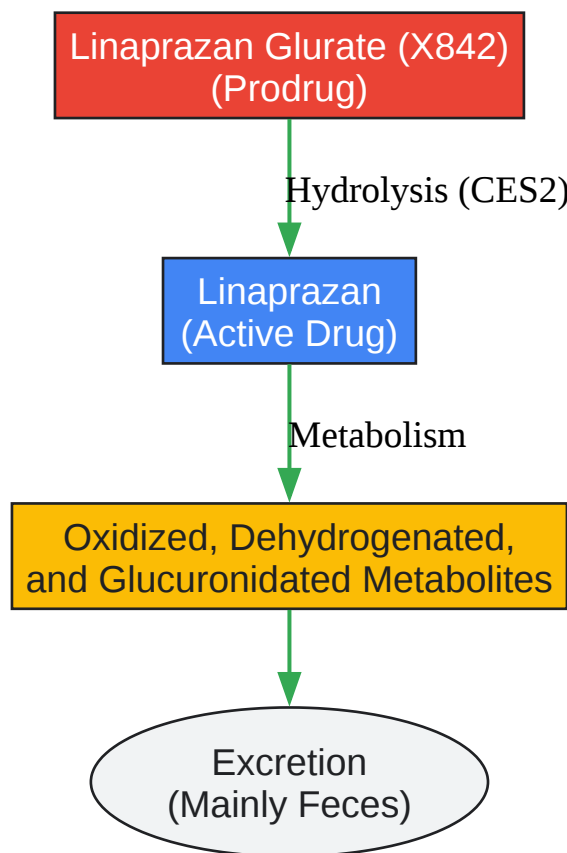 Linaprazan Glurate (X842)
(Prodrug)
Hydrolysis (CES2)
Linaprazan
(Active Drug)
Metabolism
Oxidized, Dehydrogenated,
and Glucuronidated Metabolites
Excretion
(Mainly Feces)